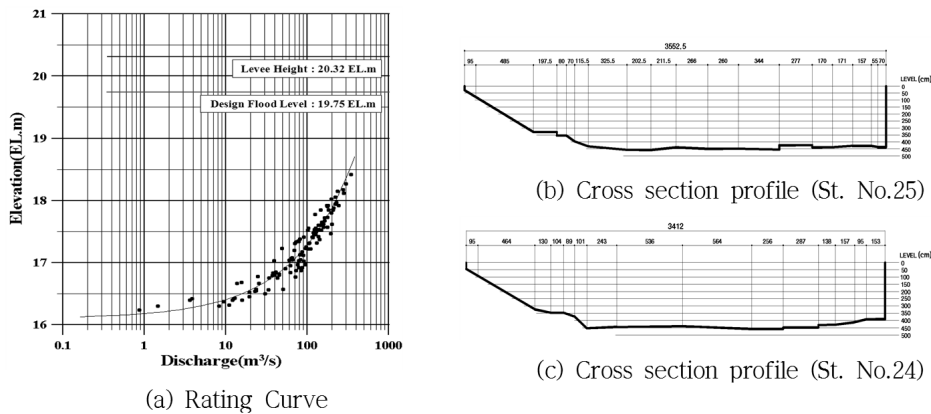 21
20
19
18
17
16
Elevation(EL.m)
Levee Height : 20.32 EL.m
Design Flood Level : 19.75 EL.m
0.1 1 10 100 1000
Discharge(m³/s)
(a) Rating Curve
3552.5
95 485 197.5 80 70 115.5 325.5 202.5 211.5 266 260 344 277 170 171 157 55 70
LEVEL (cm)
0
50
100
150
200
250
300
350
400
450
500
(b) Cross section profile (St. No.25)
3412
95 464 130 104 89 101 243 536 564 256 287 138 157 95 153
LEVEL (cm)
0
50
100
150
200
250
300
350
400
450
500
(c) Cross section profile (St. No.24)